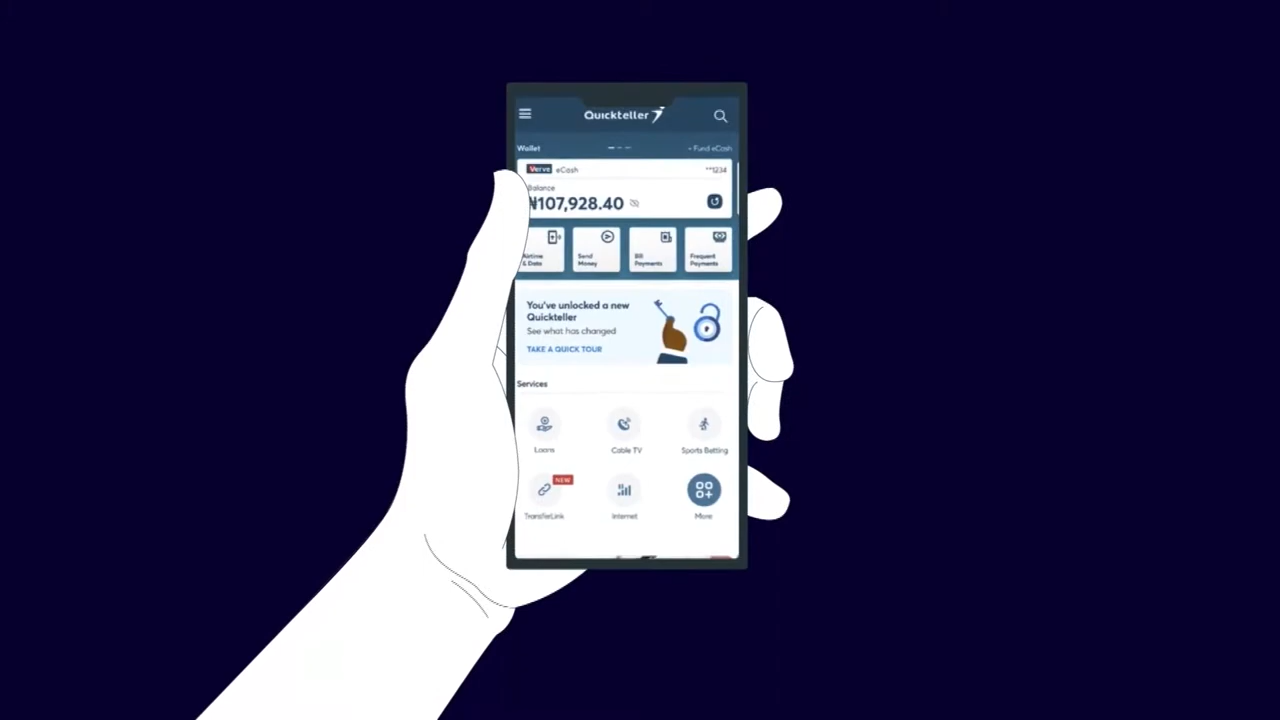 Quickteller
Wallet
+ Fund eCash
Verve eCash
**1234
Balance
₦107,928.40
Airtime
& Data
Send
Money
Bill
Payments
Frequent
Payments
You've unlocked a new
Quickteller
See what has changed
TAKE A QUICK TOUR
Services
Loans
Cable TV
Sports Betting
NEW
TransferLink
Internet
More